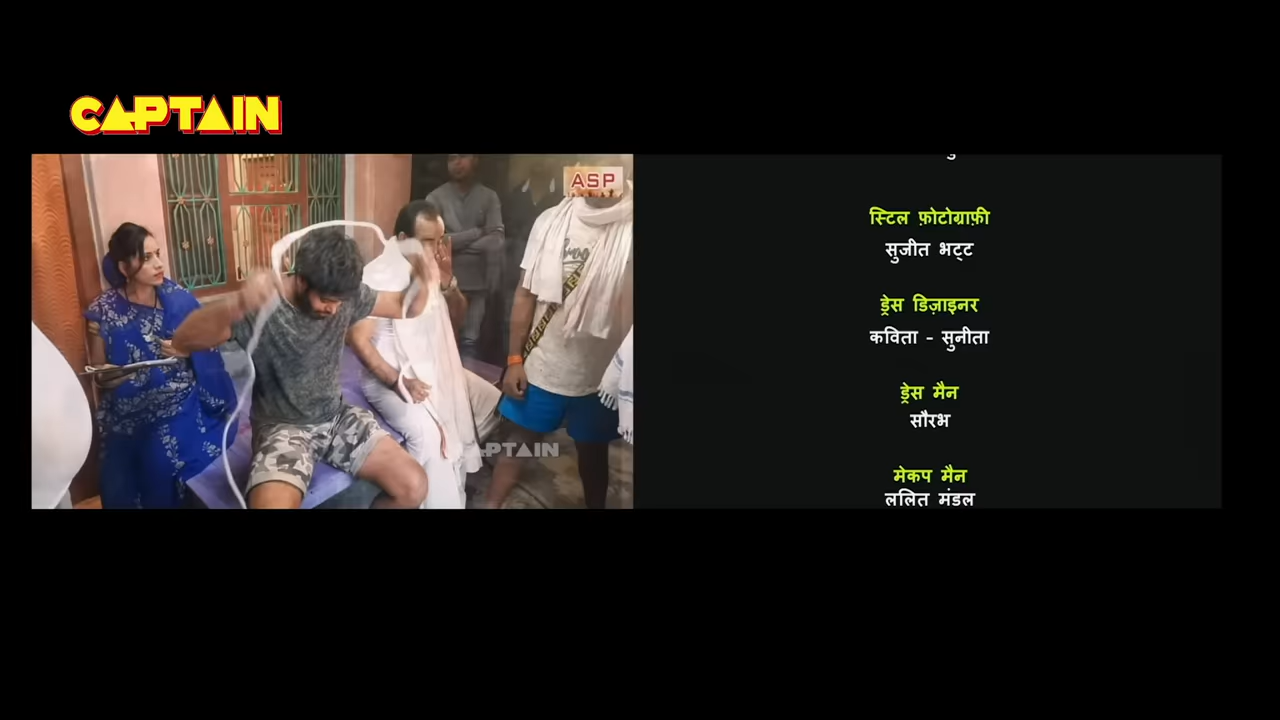 CAPTAIN
ASP
CAPTAIN
स्टिल फ़ोटोग्राफ़ी
सुजीत भट्ट
ड्रेस डिज़ाइनर
कविता - सुनीता
ड्रेस मैन
सौरभ
मेकप मैन
ललित मंडल